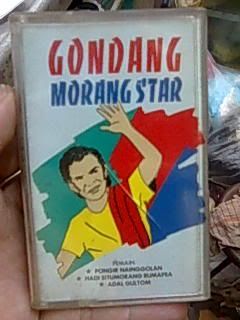 GONDANG
MORANG STAR
PEMAIN:
★ PONGIR NAINGGOLAN
★ HADI SITUMORANG RUMAPEA
★ ADAL GULTOM